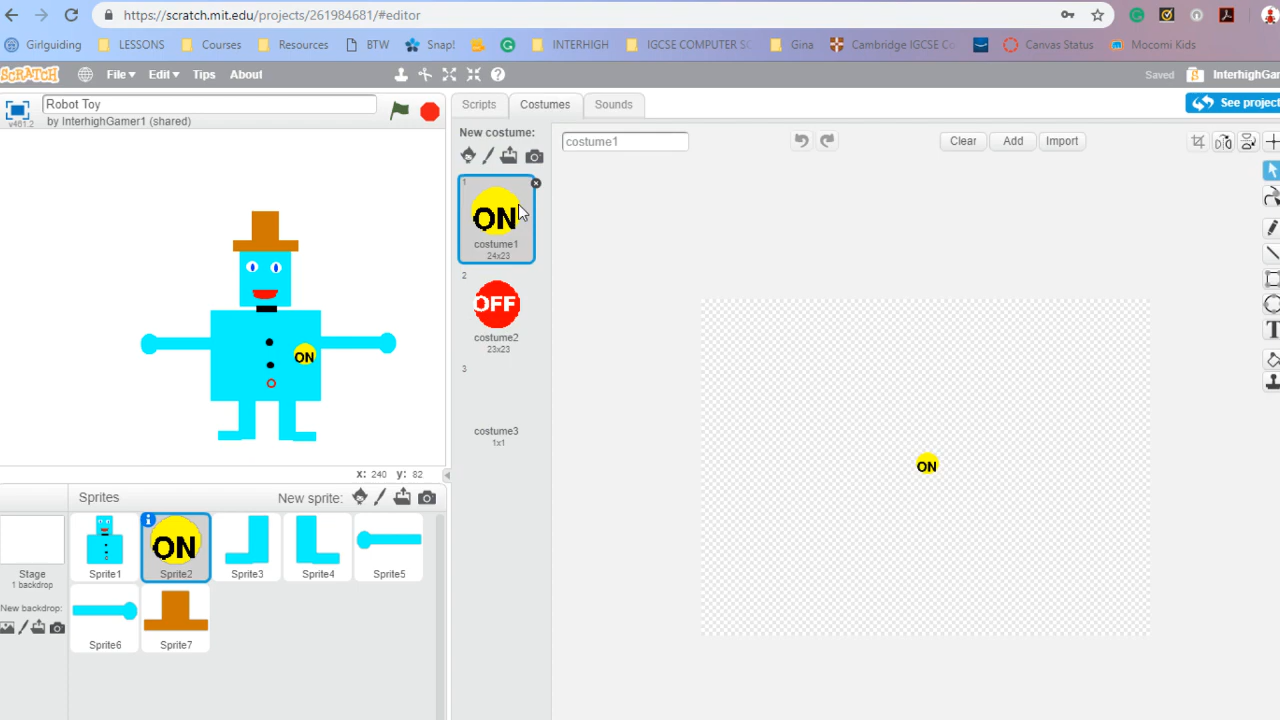 https://scratch.mit.edu/projects/261984681/#editor
Girlguiding LESSONS Courses Resources BTW Snap! INTERHIGH IGCSE COMPUTER SC Gina Cambridge IGCSE Co Canvas Status Mocomi Kids
SCRATCH File Edit Tips About Saved InterhighGam
Robot Toy
by InterhighGamer1 (shared)
v461.2
Scripts Costumes Sounds
See project
New costume:
costume1
Clear Add Import
1
ON
costume1
24x23
2
OFF
costume2
23x23
3
costume3
1x1
ON
ON
x: 240 y: 82
Sprites New sprite:
Stage
1 backdrop
New backdrop:
ON
Sprite1 Sprite2 Sprite3 Sprite4 Sprite5
Sprite6 Sprite7
T